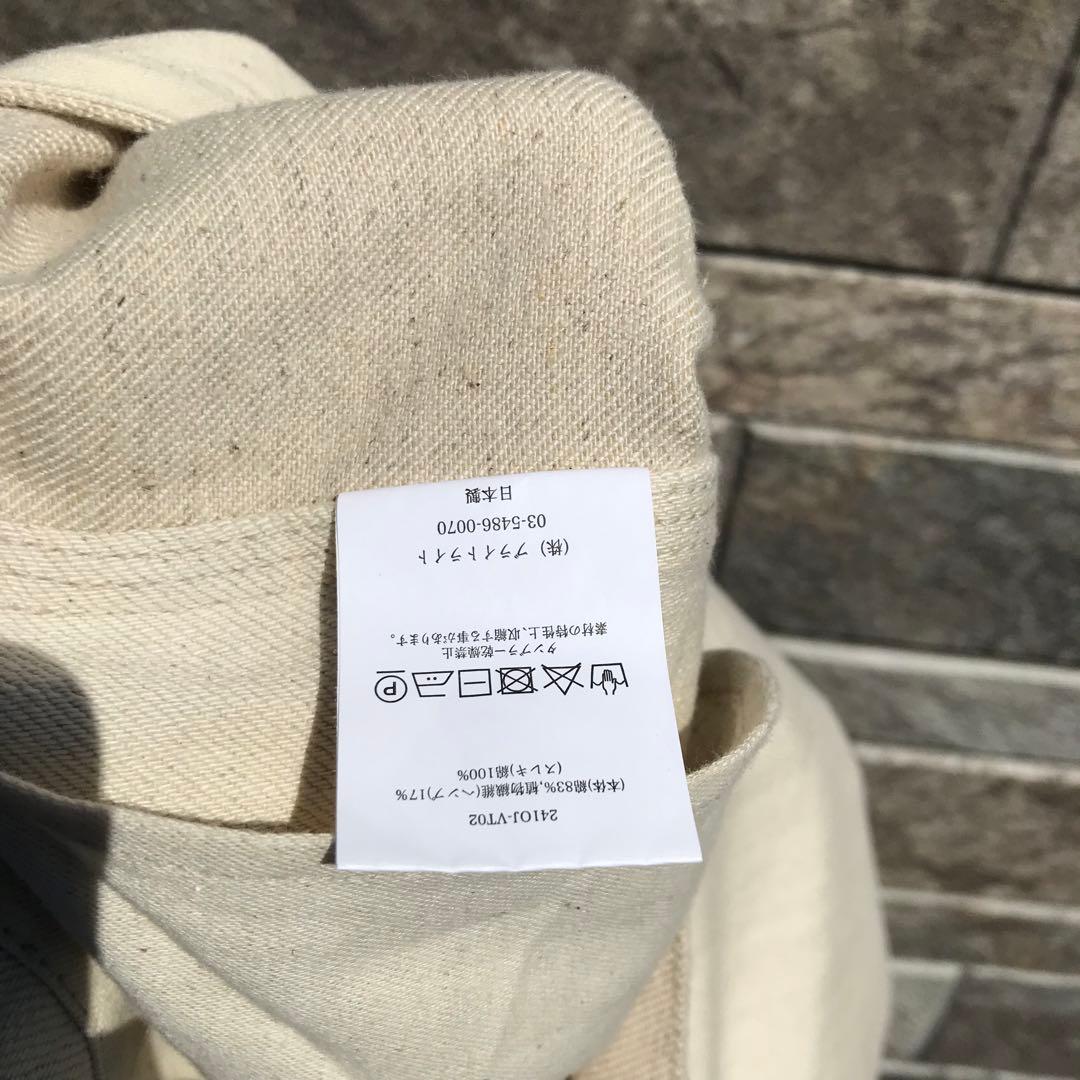 241OJ-VT02
(本体)綿83%,植物繊維(ヘンプ)17%
(スレキ)綿100%
P
タンブラー乾燥禁止
素材の特性上、収縮する事があります。
(株) ブライトライト
03-5486-0070
日本製